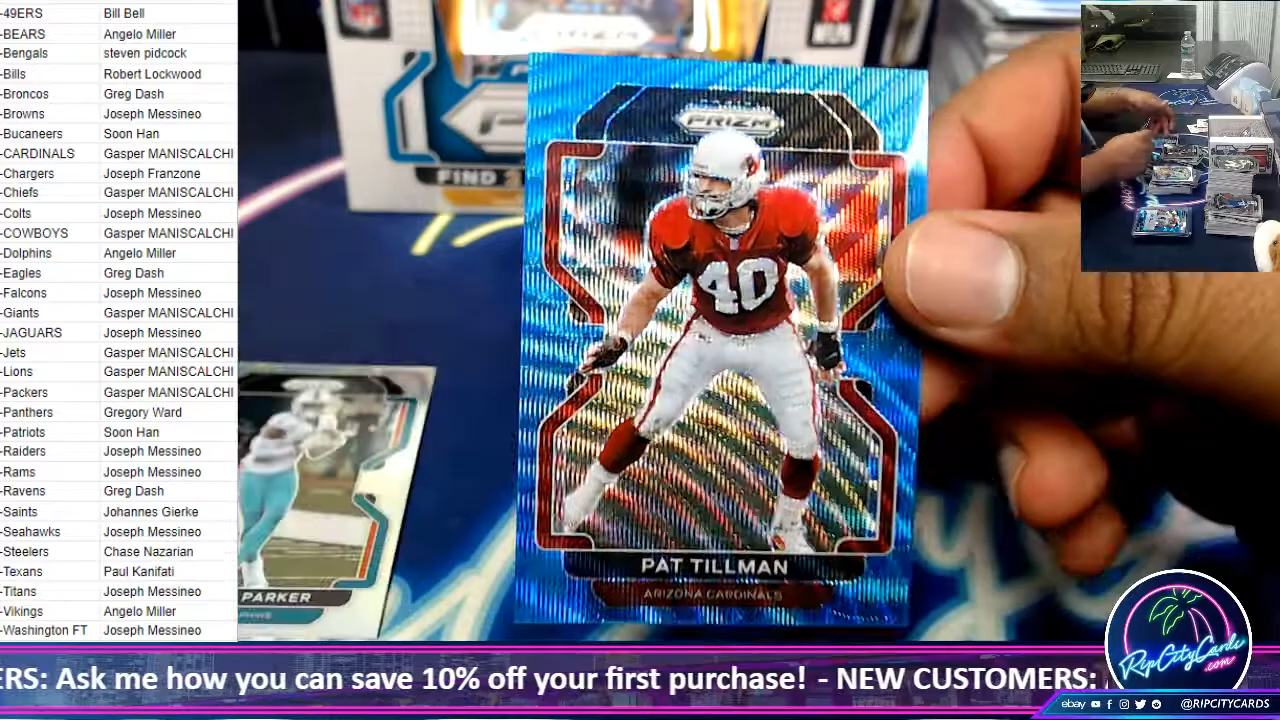 -49ERS Bill Bell
-BEARS Angelo Miller
-Bengals steven pidcock
-Bills Robert Lockwood
-Broncos Greg Dash
-Browns Joseph Messineo
-Bucaneers Soon Han
-CARDINALS Gasper MANISCALCHI
-Chargers Joseph Franzone
-Chiefs Gasper MANISCALCHI
-Colts Joseph Messineo
-COWBOYS Gasper MANISCALCHI
-Dolphins Angelo Miller
-Eagles Greg Dash
-Falcons Joseph Messineo
-Giants Gasper MANISCALCHI
-JAGUARS Joseph Messineo
-Jets Gasper MANISCALCHI
-Lions Gasper MANISCALCHI
-Packers Gasper MANISCALCHI
-Panthers Gregory Ward
-Patriots Soon Han
-Raiders Joseph Messineo
-Rams Joseph Messineo
-Ravens Greg Dash
-Saints Johannes Gierke
-Seahawks Joseph Messineo
-Steelers Chase Nazarian
-Texans Paul Kanifati
-Titans Joseph Messineo
-Vikings Angelo Miller
-Washington FT Joseph Messineo
NFL
FIND
PRIZM
40
PAT TILLMAN
ARIZONA CARDINALS
PARKER
RipCityCards
.com
ERS: Ask me how you can save 10% off your first purchase! - NEW CUSTOMERS:
ebay @RIPCITYCARDS